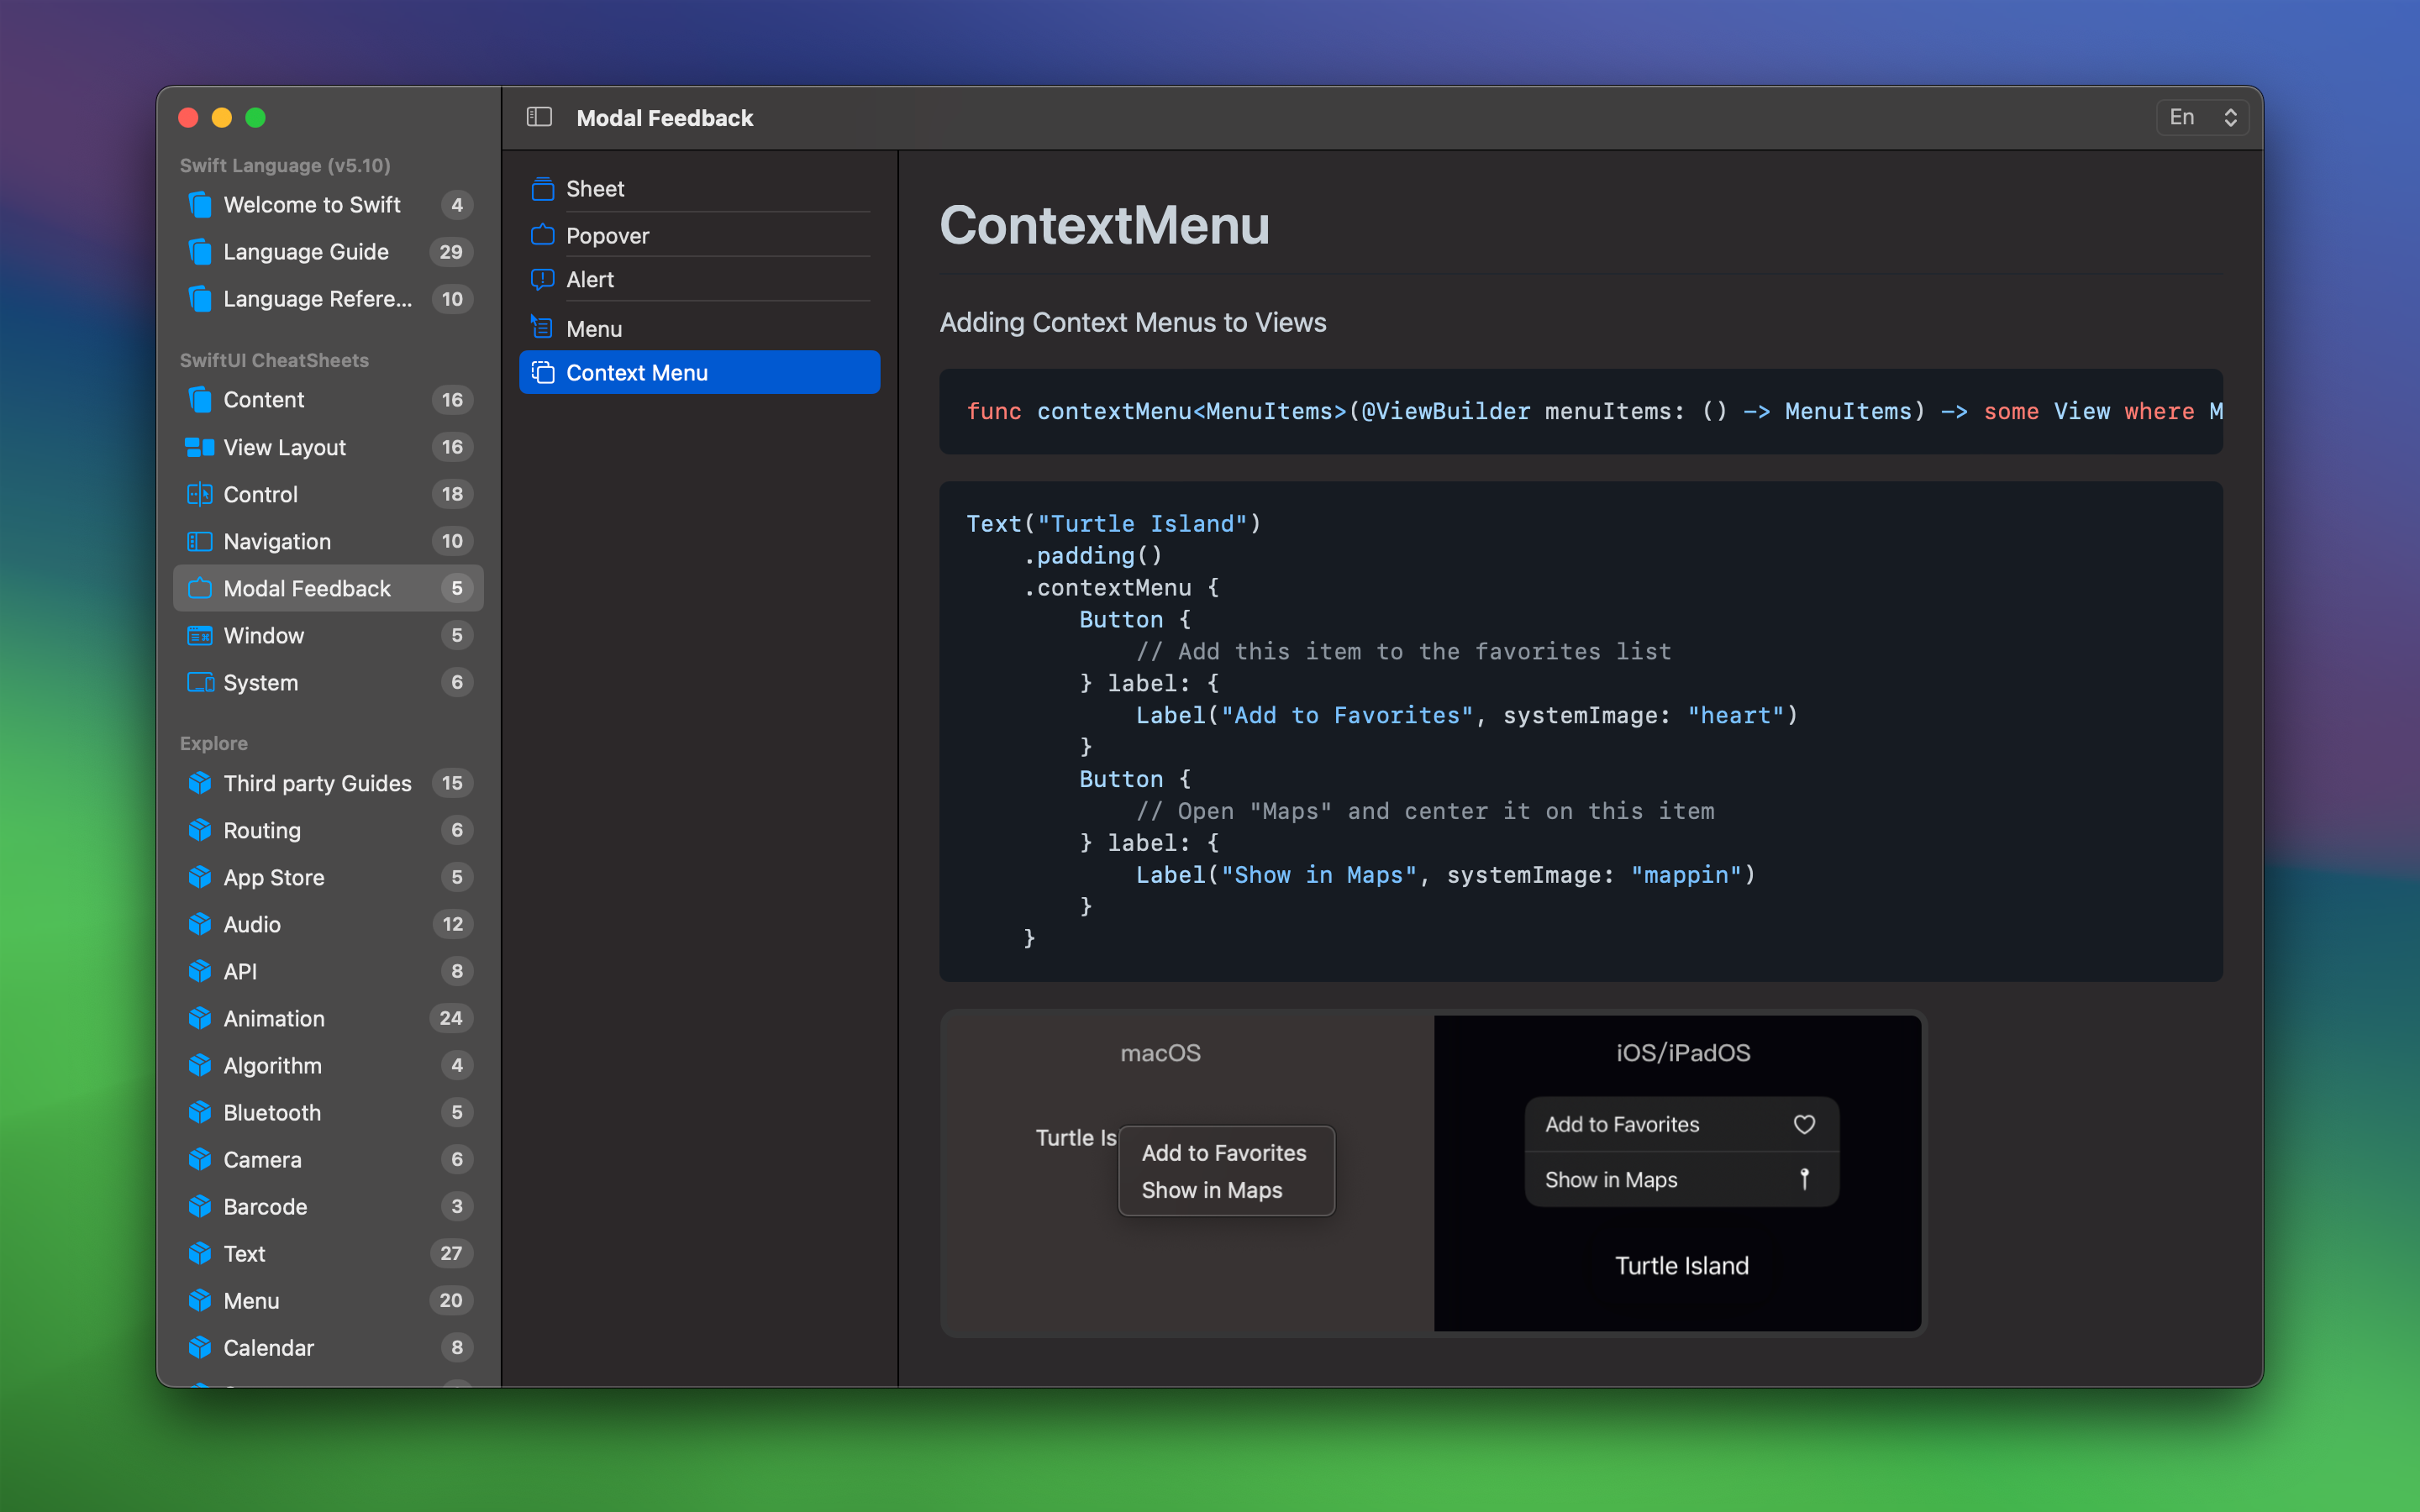 Modal Feedback
En
Swift Language (v5.10)
Welcome to Swift 4
Language Guide 29
Language Refere... 10
SwiftUI CheatSheets
Content 16
View Layout 16
Control 18
Navigation 10
Modal Feedback 5
Window 5
System 6
Explore
Third party Guides 15
Routing 6
App Store 5
Audio 12
API 8
Animation 24
Algorithm 4
Bluetooth 5
Camera 6
Barcode 3
Text 27
Menu 20
Calendar 8
Sheet
Popover
Alert
Menu
Context Menu
ContextMenu
Adding Context Menus to Views
func contextMenu<MenuItems>(@ViewBuilder menuItems: () -> MenuItems) -> some View where M
Text("Turtle Island")
    .padding()
    .contextMenu {
        Button {
            // Add this item to the favorites list
        } label: {
            Label("Add to Favorites", systemImage: "heart")
        }
        Button {
            // Open "Maps" and center it on this item
        } label: {
            Label("Show in Maps", systemImage: "mappin")
        }
    }
macOS
Turtle Is
Add to Favorites
Show in Maps
iOS/iPadOS
Add to Favorites
Show in Maps
Turtle Island